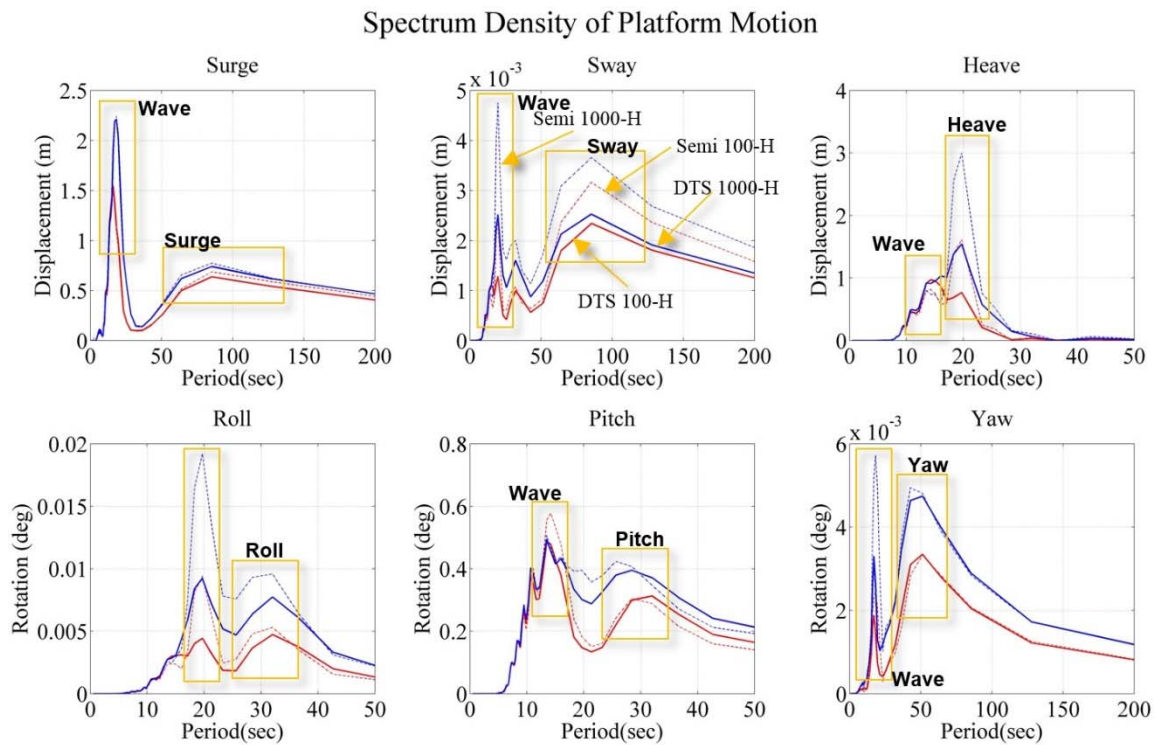 Spectrum Density of Platform Motion
Surge
2.5
2
1.5
1
0.5
0
Displacement (m)
Wave
Surge
0 50 100 150 200
Period(sec)
Sway
x 10^-3
5
4
3
2
1
0
Displacement (m)
Wave
Semi 1000-H
Sway
Semi 100-H
DTS 1000-H
DTS 100-H
0 50 100 150 200
Period(sec)
Heave
4
3
2
1
0
Displacement (m)
Heave
Wave
0 10 20 30 40 50
Period(sec)
Roll
0.02
0.015
0.01
0.005
0
Rotation (deg)
Roll
0 10 20 30 40 50
Period(sec)
Pitch
0.8
0.6
0.4
0.2
0
Rotation (deg)
Wave
Pitch
0 10 20 30 40 50
Period(sec)
Yaw
x 10^-3
6
4
2
0
Rotation (deg)
Yaw
Wave
0 50 100 150 200
Period(sec)